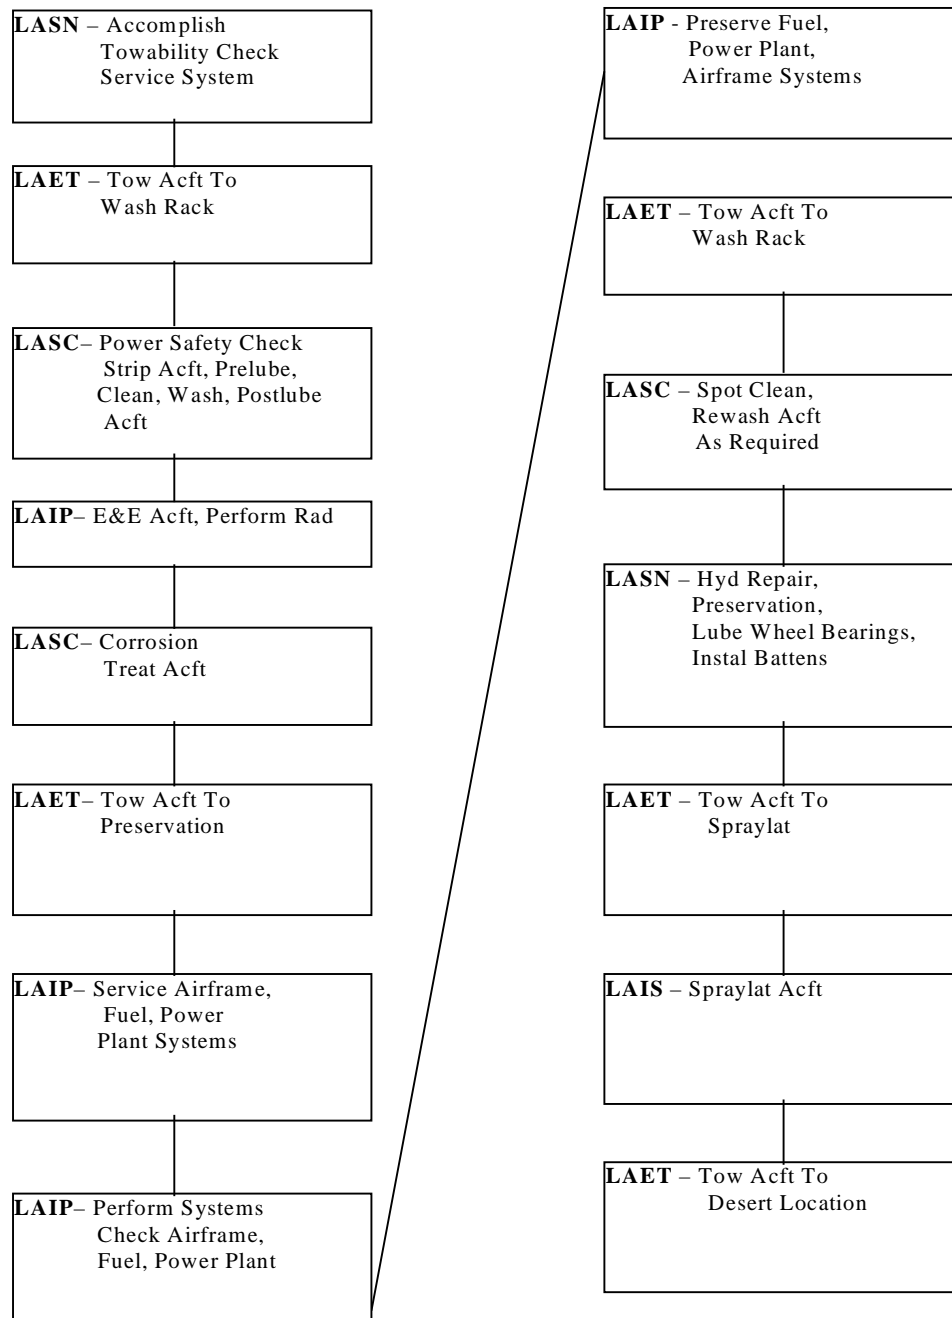 LASN – Accomplish
Towability Check
Service System
LAET – Tow Acft To
Wash Rack
LASC– Power Safety Check
Strip Acft, Prelube,
Clean, Wash, Postlube
Acft
LAIP– E&E Acft, Perform Rad
LASC– Corrosion
Treat Acft
LAET– Tow Acft To
Preservation
LAIP– Service Airframe,
Fuel, Power
Plant Systems
LAIP– Perform Systems
Check Airframe,
Fuel, Power Plant
LAIP - Preserve Fuel,
Power Plant,
Airframe Systems
LAET – Tow Acft To
Wash Rack
LASC – Spot Clean,
Rewash Acft
As Required
LASN – Hyd Repair,
Preservation,
Lube Wheel Bearings,
Instal Battens
LAET – Tow Acft To
Spraylat
LAIS – Spraylat Acft
LAET – Tow Acft To
Desert Location